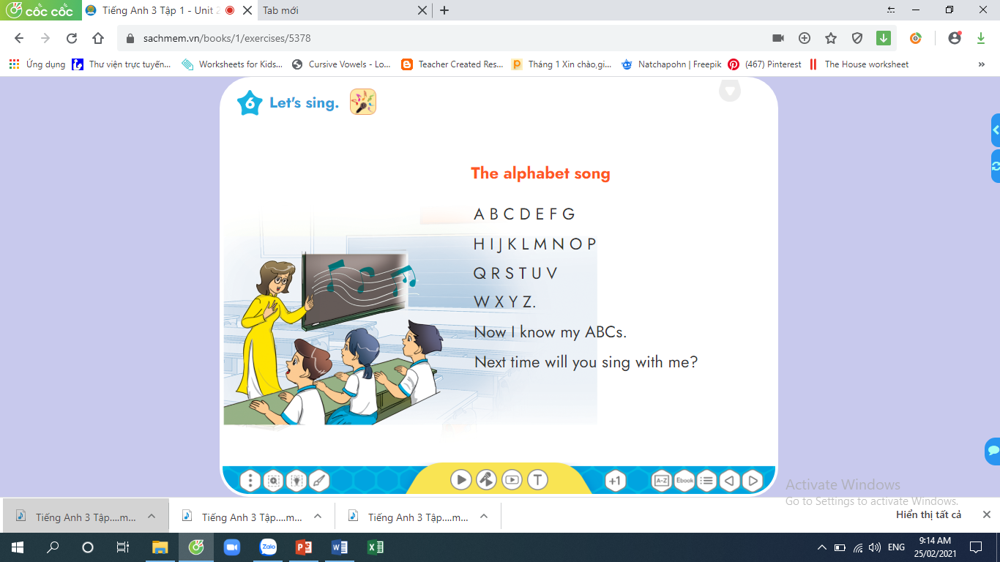 cốc cốc Tiếng Anh 3 Tập 1 - Unit 2 Tab mới
sachmem.vn/books/1/exercises/5378
Ứng dụng Thư viện trực tuyến... Worksheets for Kids... Cursive Vowels - Lo... Teacher Created Res... Tháng 1 Xin chào,gi... Natchapohn | Freepik (467) Pinterest The House worksheet »
6 Let's sing.
The alphabet song
A B C D E F G
H I J K L M N O P
Q R S T U V
W X Y Z.
Now I know my ABCs.
Next time will you sing with me?
T +1 A-Z Ebook
Activate Windows
Go to Settings to activate Windows.
Tiếng Anh 3 Tập....m... Tiếng Anh 3 Tập....m... Tiếng Anh 3 Tập....m... Hiển thị tất cả
Zalo ENG 9:14 AM
25/02/2021